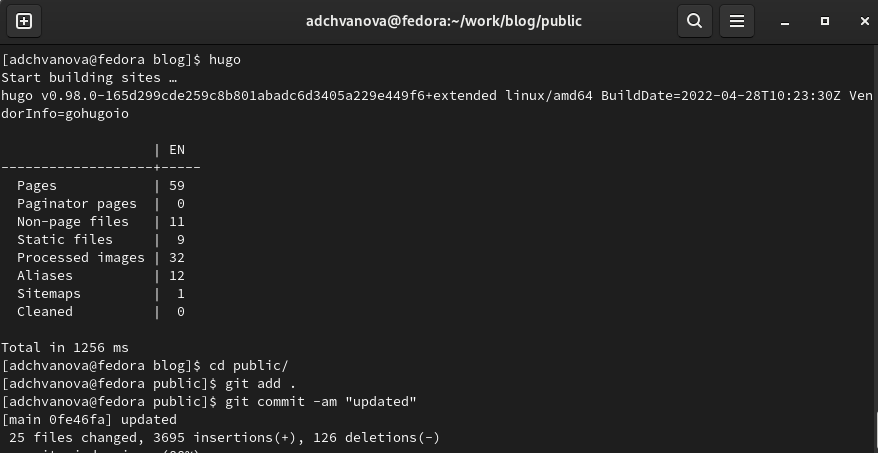 adchvanova@fedora:~/work/blog/public
[adchvanova@fedora blog]$ hugo
Start building sites …
hugo v0.98.0-165d299cde259c8b801abadc6d3405a229e449f6+extended linux/amd64 BuildDate=2022-04-28T10:23:30Z Ven
dorInfo=gohugoio
                   | EN
-------------------+-----
  Pages            | 59
  Paginator pages  |  0
  Non-page files   | 11
  Static files     |  9
  Processed images | 32
  Aliases          | 12
  Sitemaps         |  1
  Cleaned          |  0
Total in 1256 ms
[adchvanova@fedora blog]$ cd public/
[adchvanova@fedora public]$ git add .
[adchvanova@fedora public]$ git commit -am "updated"
[main 0fe46fa] updated
 25 files changed, 3695 insertions(+), 126 deletions(-)